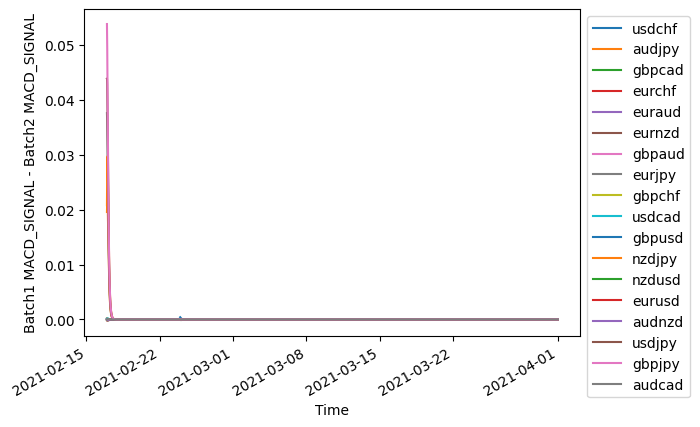 Batch1 MACD_SIGNAL - Batch2 MACD_SIGNAL
0.05
0.04
0.03
0.02
0.01
0.00
2021-02-15
2021-02-22
2021-03-01
2021-03-08
2021-03-15
2021-03-22
2021-04-01
Time
usdchf
audjpy
gbpcad
eurchf
euraud
eurnzd
gbpaud
eurjpy
gbpchf
usdcad
gbpusd
nzdjpy
nzdusd
eurusd
audnzd
usdjpy
gbpjpy
audcad